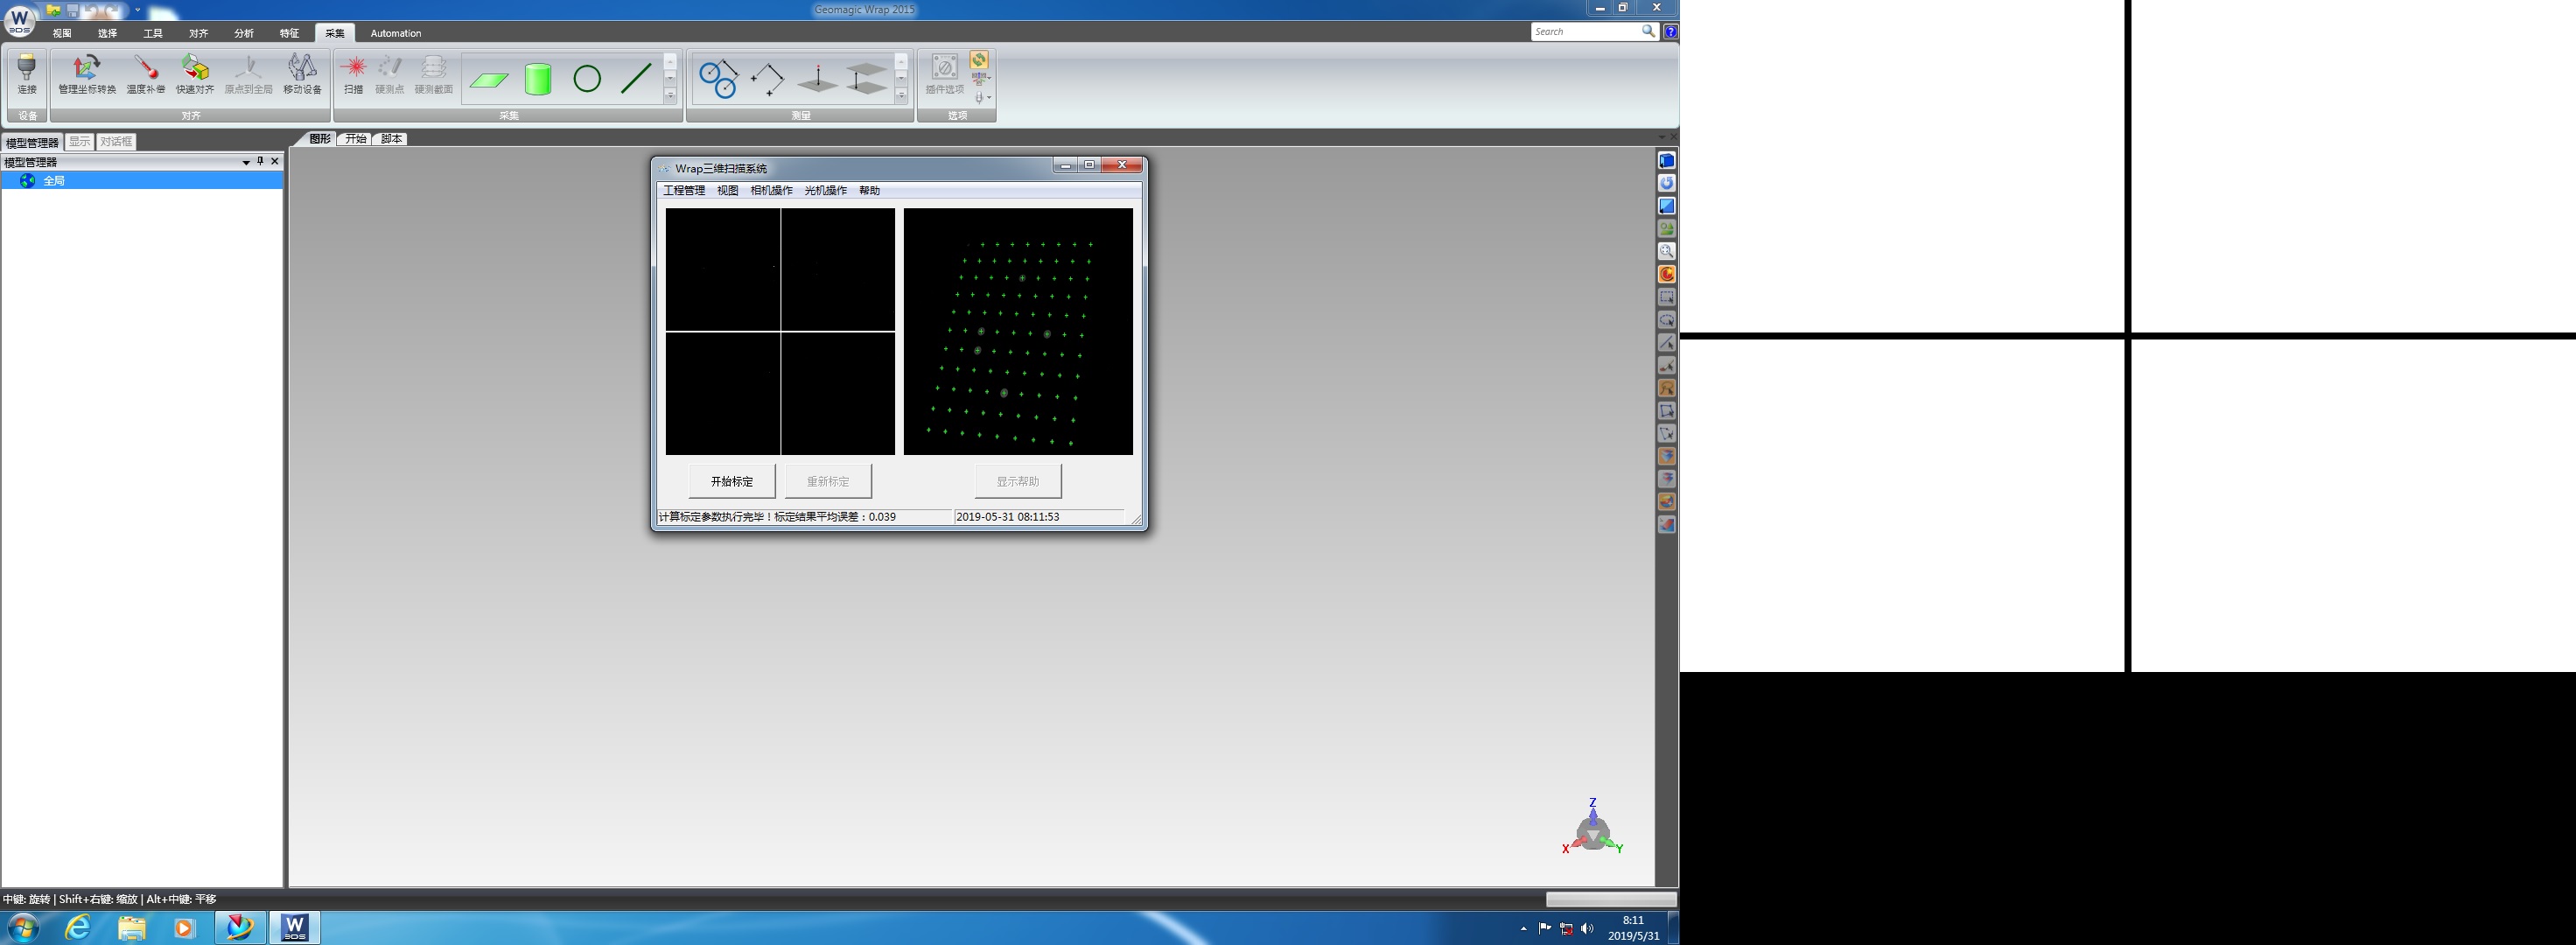 Geomagic Wrap 2015
视图 选择 工具 对齐 分析 特征 采集 Automation
Search
连接 管理坐标转换 温度补偿 快速对齐 原点到全局 移动设备 扫描 硬测点 硬测截面 插件选项
设备 对齐 采集 测量 选项
模型管理器 显示 对话框
图形 开始 脚本
模型管理器
全局
Wrap三维扫描系统
工程管理 视图 相机操作 光机操作 帮助
开始标定 重新标定 显示帮助
计算标定参数执行完毕！标定结果平均误差：0.039
2019-05-31 08:11:53
Z
X
Y
中键: 旋转 | Shift+右键: 缩放 | Alt+中键: 平移
W
3DS
8:11
2019/5/31